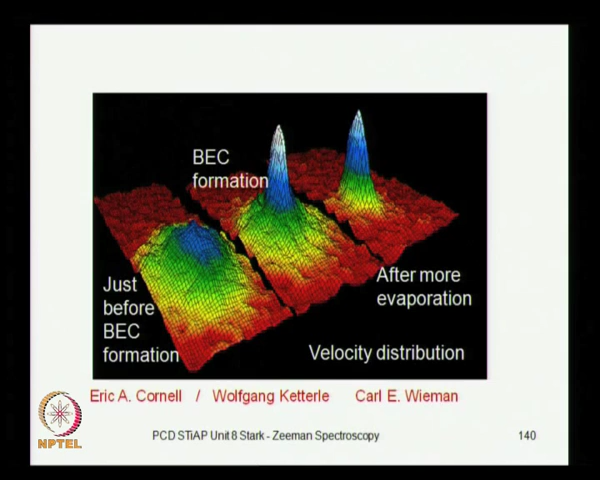 BEC
formation
Just
before
BEC
formation
After more
evaporation
Velocity distribution
Eric A. Cornell / Wolfgang Ketterle Carl E. Wieman
NPTEL
PCD STiAP Unit 8 Stark - Zeeman Spectroscopy 140